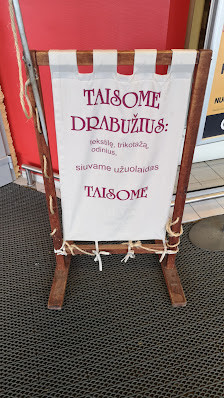 TAISOME
DRABUŽIUS:
tekstilę, trikotažą,
odinius.
siuvame užuolaidas
TAISOME